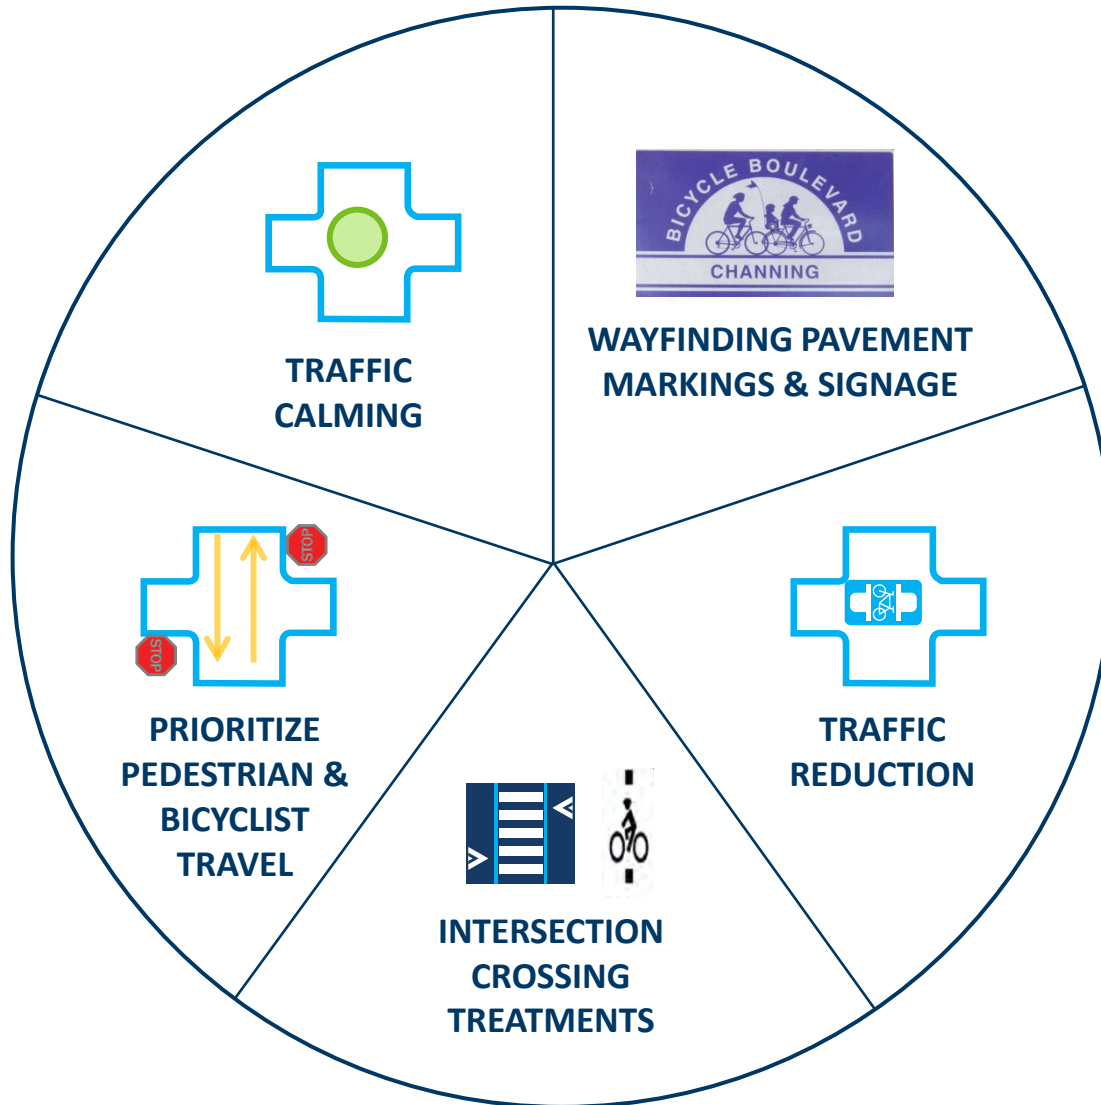 BICYCLE BOULEVARD
CHANNING
WAYFINDING PAVEMENT
MARKINGS & SIGNAGE
TRAFFIC
CALMING
STOP
STOP
PRIORITIZE
PEDESTRIAN &
BICYCLIST
TRAVEL
TRAFFIC
REDUCTION
INTERSECTION
CROSSING
TREATMENTS